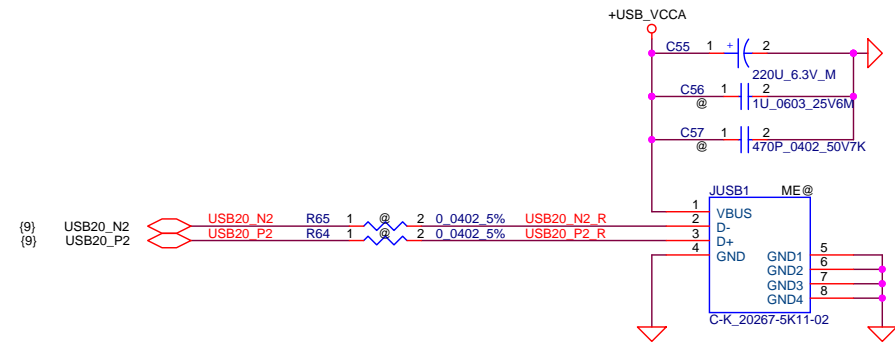 +USB_VCCA
C55 1 + 2
220U_6.3V_M
C56 1 2
@ 1U_0603_25V6M
C57 1 2
@ 470P_0402_50V7K
JUSB1 ME@
1 VBUS
{9} USB20_N2 USB20_N2 R65 1 @ 2 0_0402_5% USB20_N2_R 2 D-
{9} USB20_P2 USB20_P2 R64 1 @ 2 0_0402_5% USB20_P2_R 3 D+
4 GND GND1 5
GND2 6
GND3 7
GND4 8
C-K_20267-5K11-02